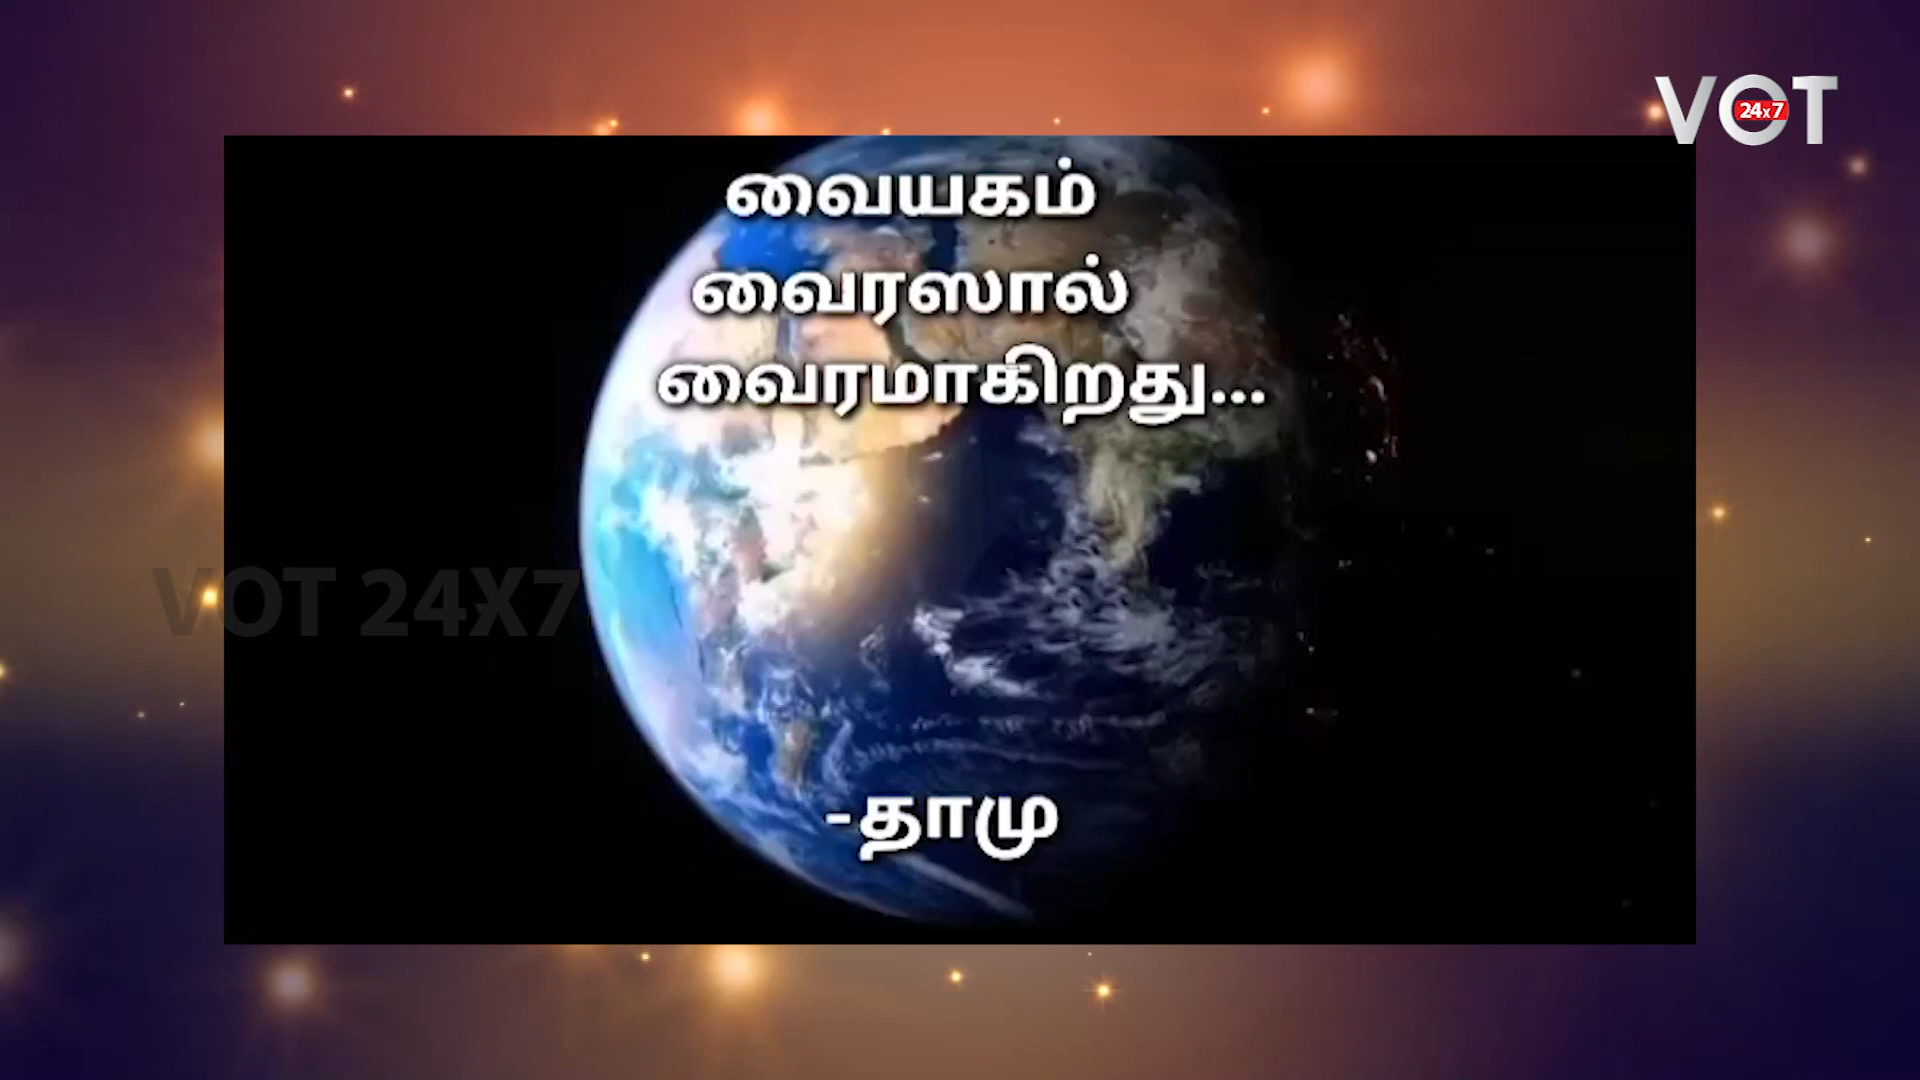 VOT
24x7
வையகம்
வைரஸால்
வைரமாகிறது...
VOT 24X7
-தாமு